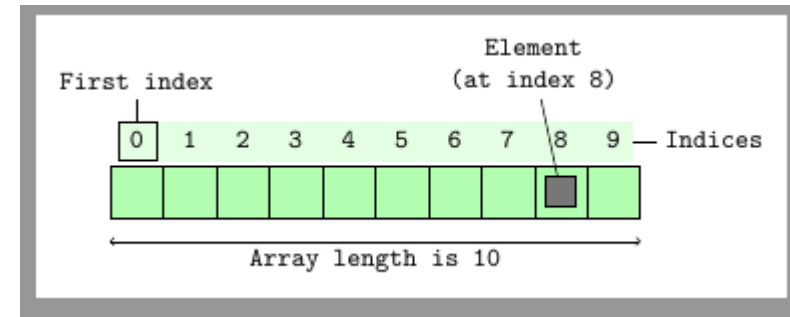 Element
(at index 8)
First index
0 1 2 3 4 5 6 7 8 9 Indices
Array length is 10